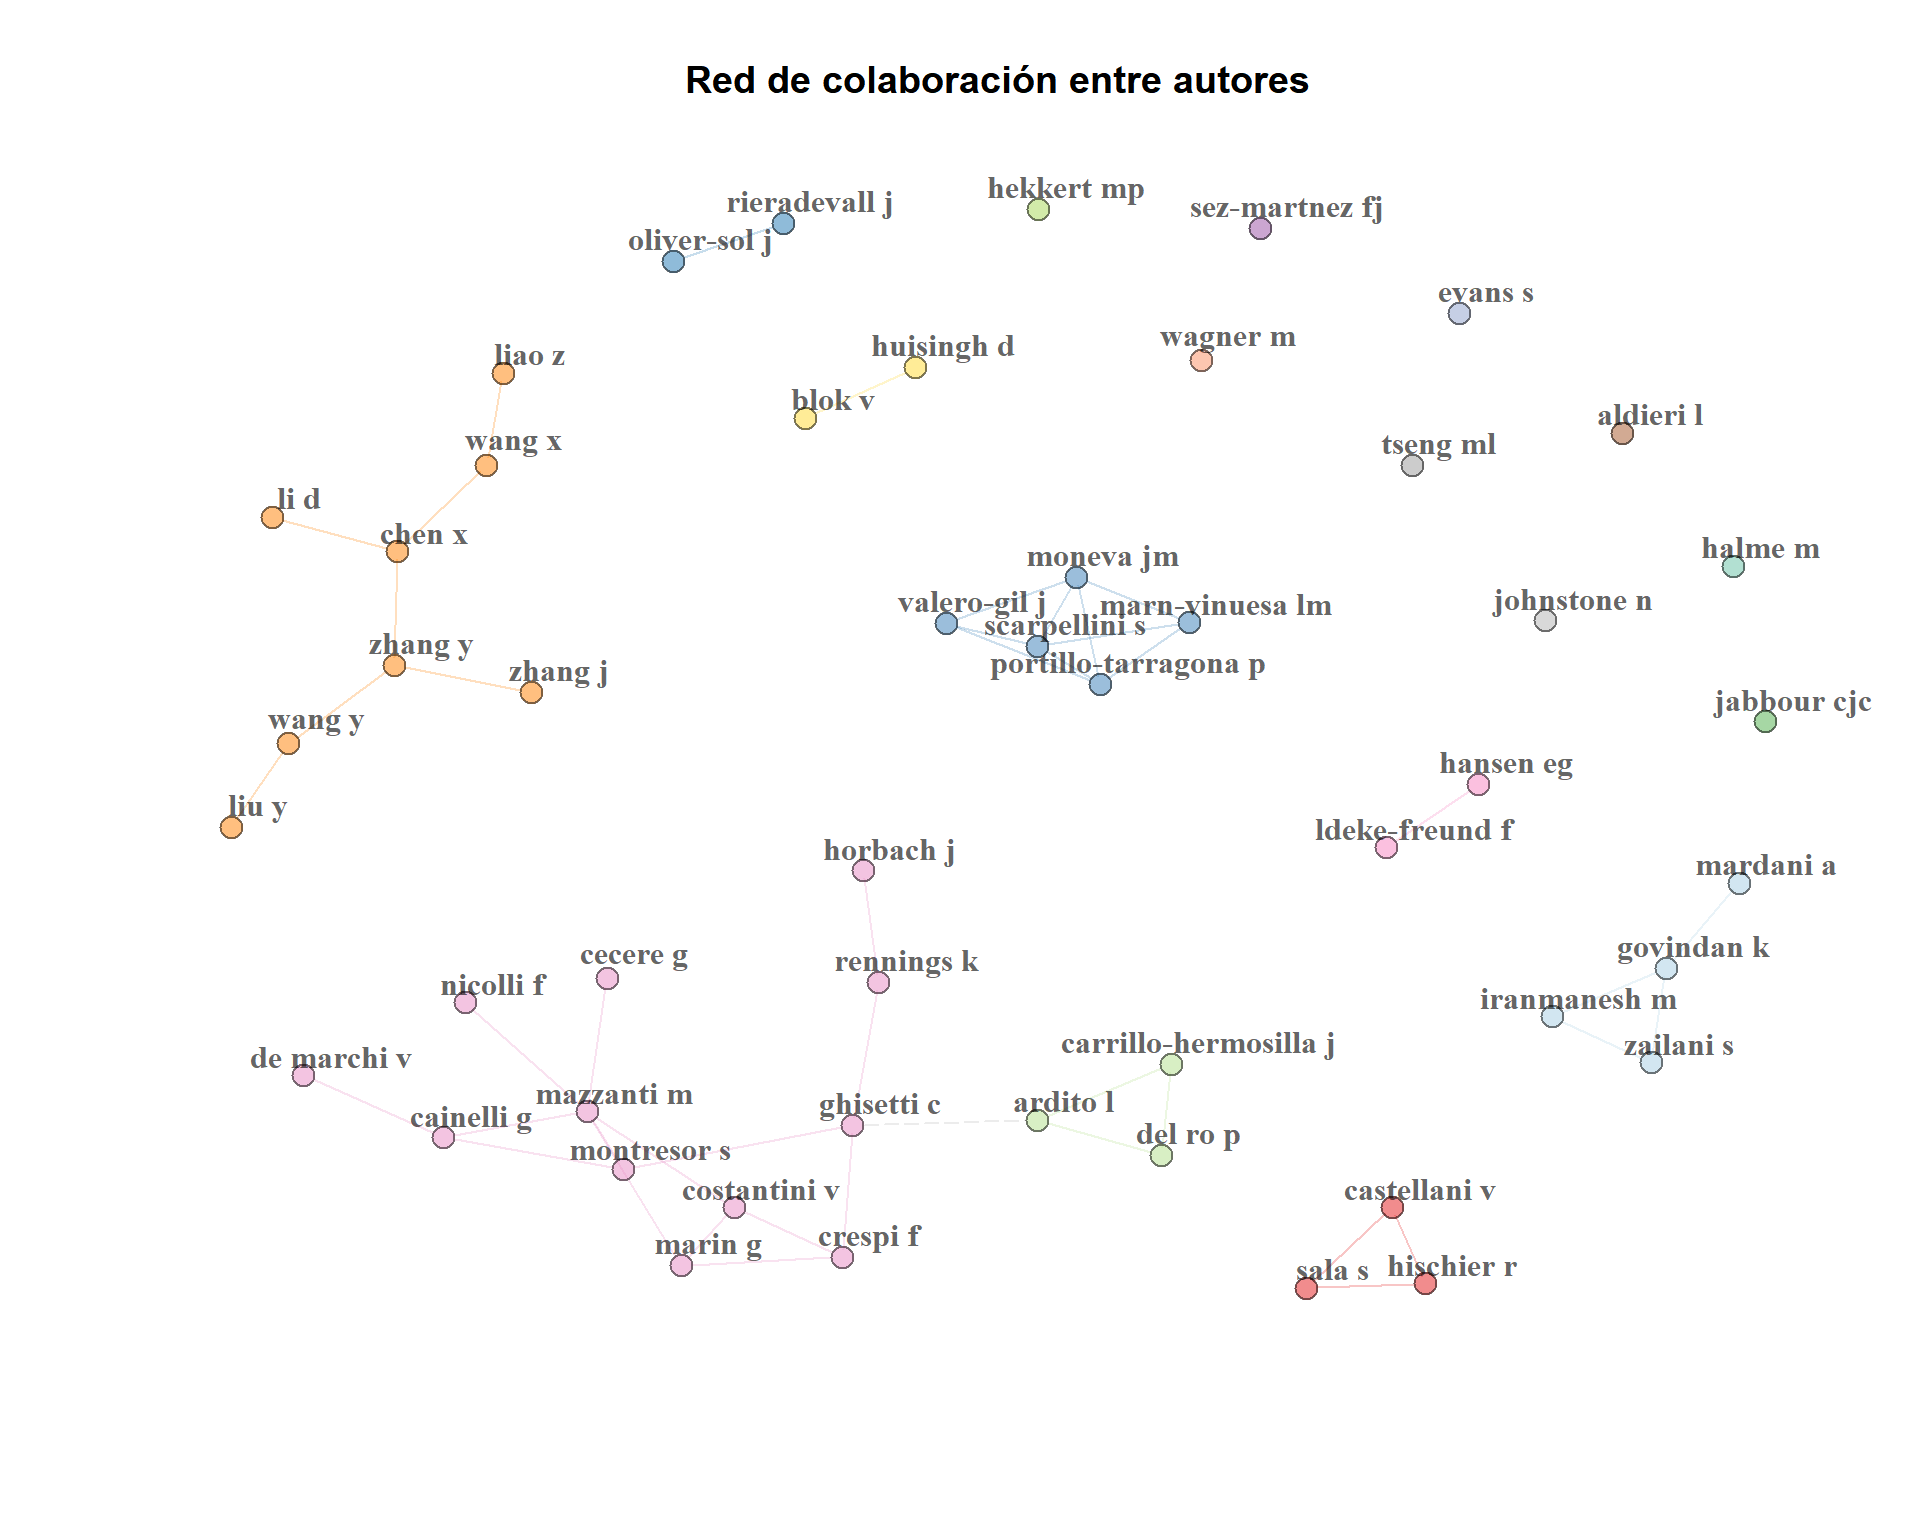 Red de colaboración entre autores
hekkert mp
rieradevall j
sez-martnez fj
oliver-sol j
evans s
wagner m
huisingh d
liao z
blok v
aldieri l
wang x
tseng ml
li d
chen x
halme m
moneva jm
johnstone n
valero-gil j
marn-vinuesa lm
scarpellini s
zhang y
portillo-tarragona p
zhang j
jabbour cjc
wang y
hansen eg
liu y
ldeke-freund f
horbach j
mardani a
govindan k
cecere g
rennings k
nicolli f
iranmanesh m
carrillo-hermosilla j
zailani s
de marchi v
mazzanti m
ardito l
ghisetti c
cainelli g
del ro p
montresor s
costantini v
castellani v
crespi f
marin g
hischier r
sala s